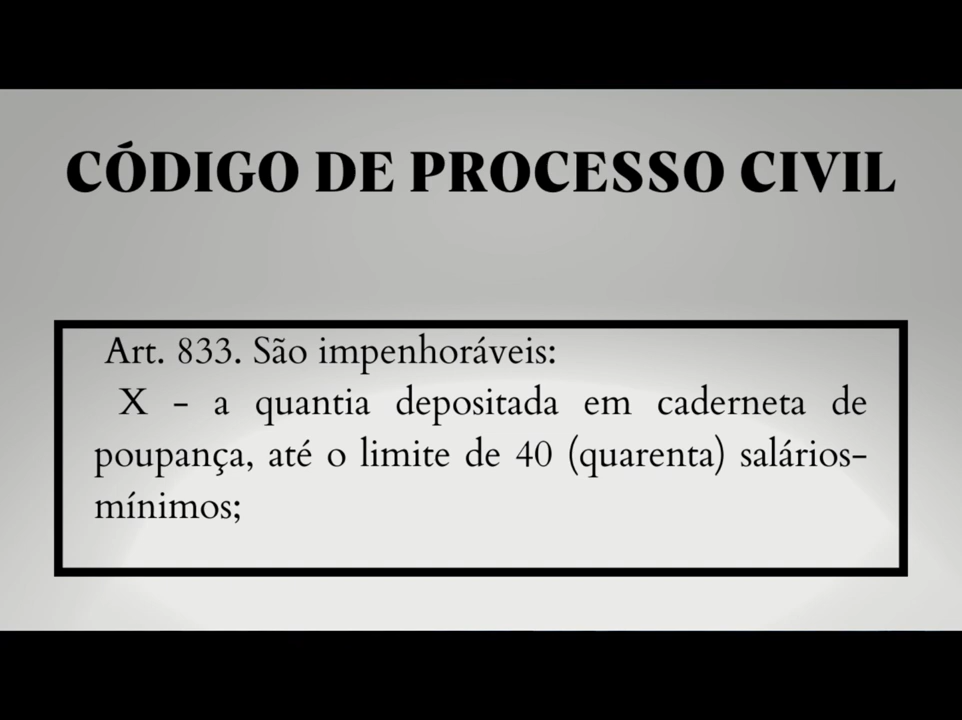 CÓDIGO DE PROCESSO CIVIL
Art. 833. São impenhoráveis:
X - a quantia depositada em caderneta de
poupança, até o limite de 40 (quarenta) salários-
mínimos;